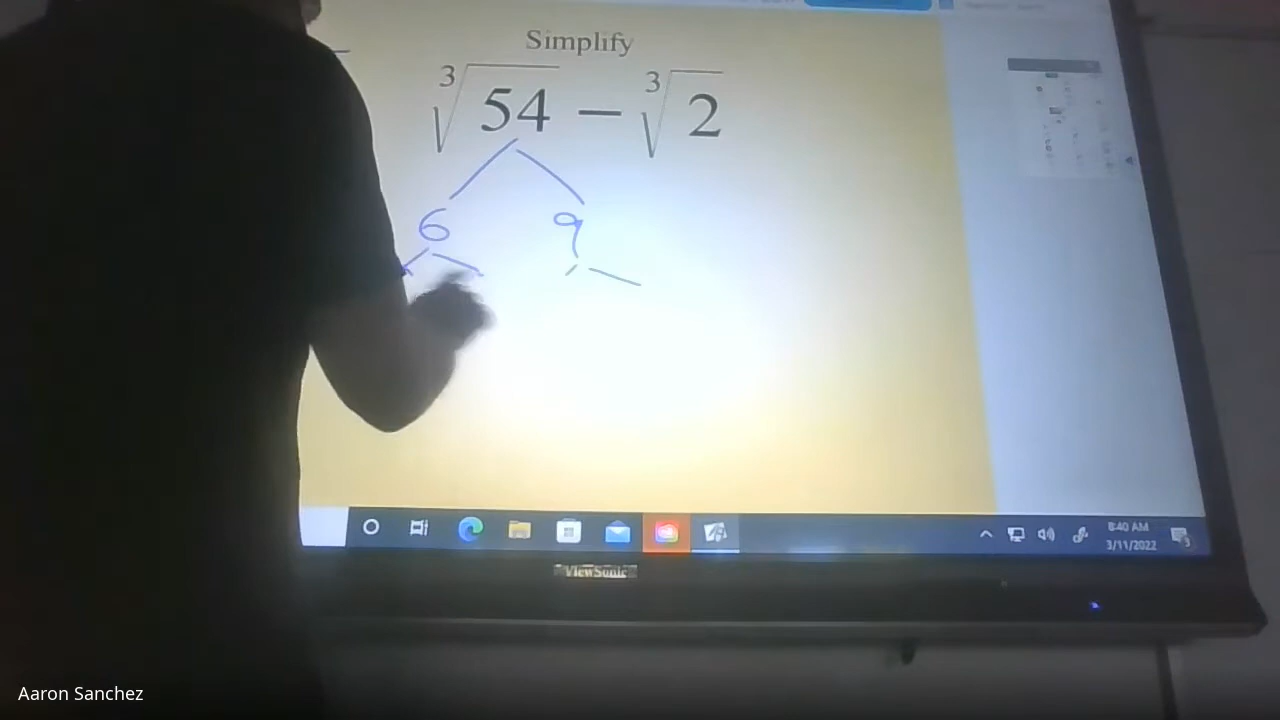 Simplify
∛54 − ∛2
6 9
8:40 AM
3/11/2022
ViewSonic
Aaron Sanchez